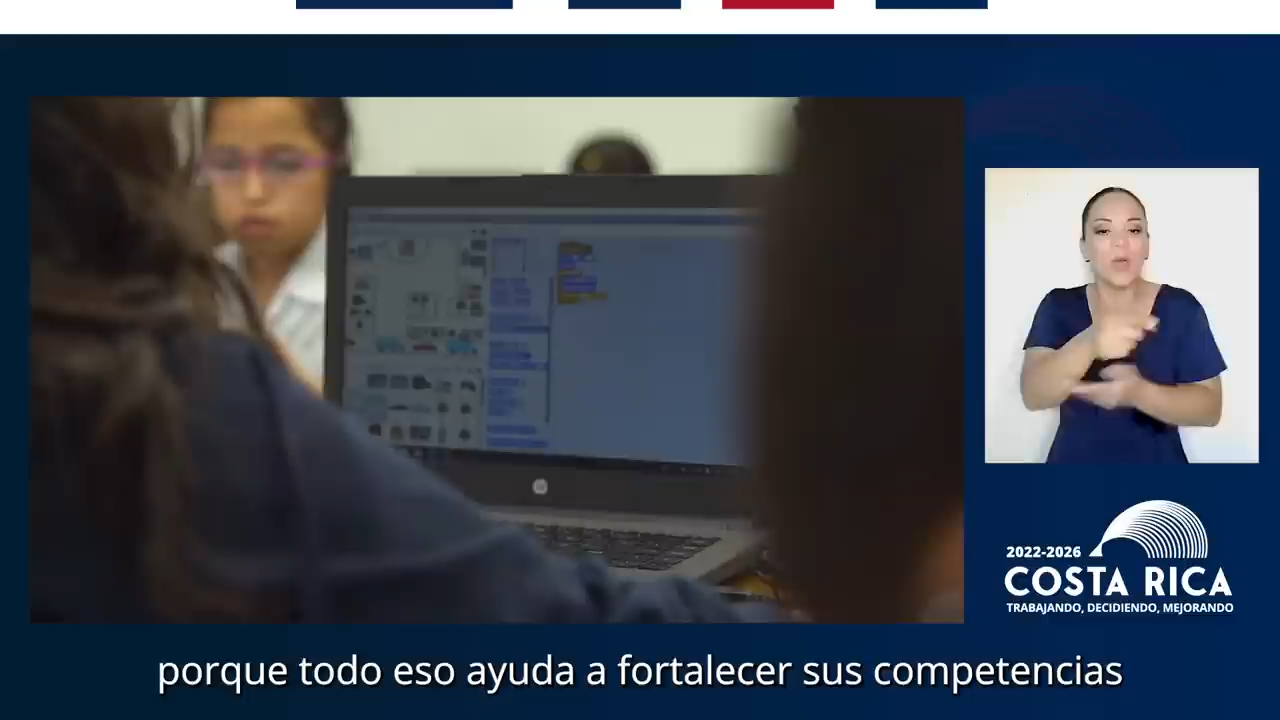 2022-2026
COSTA RICA
TRABAJANDO, DECIDIENDO, MEJORANDO
porque todo eso ayuda a fortalecer sus competencias